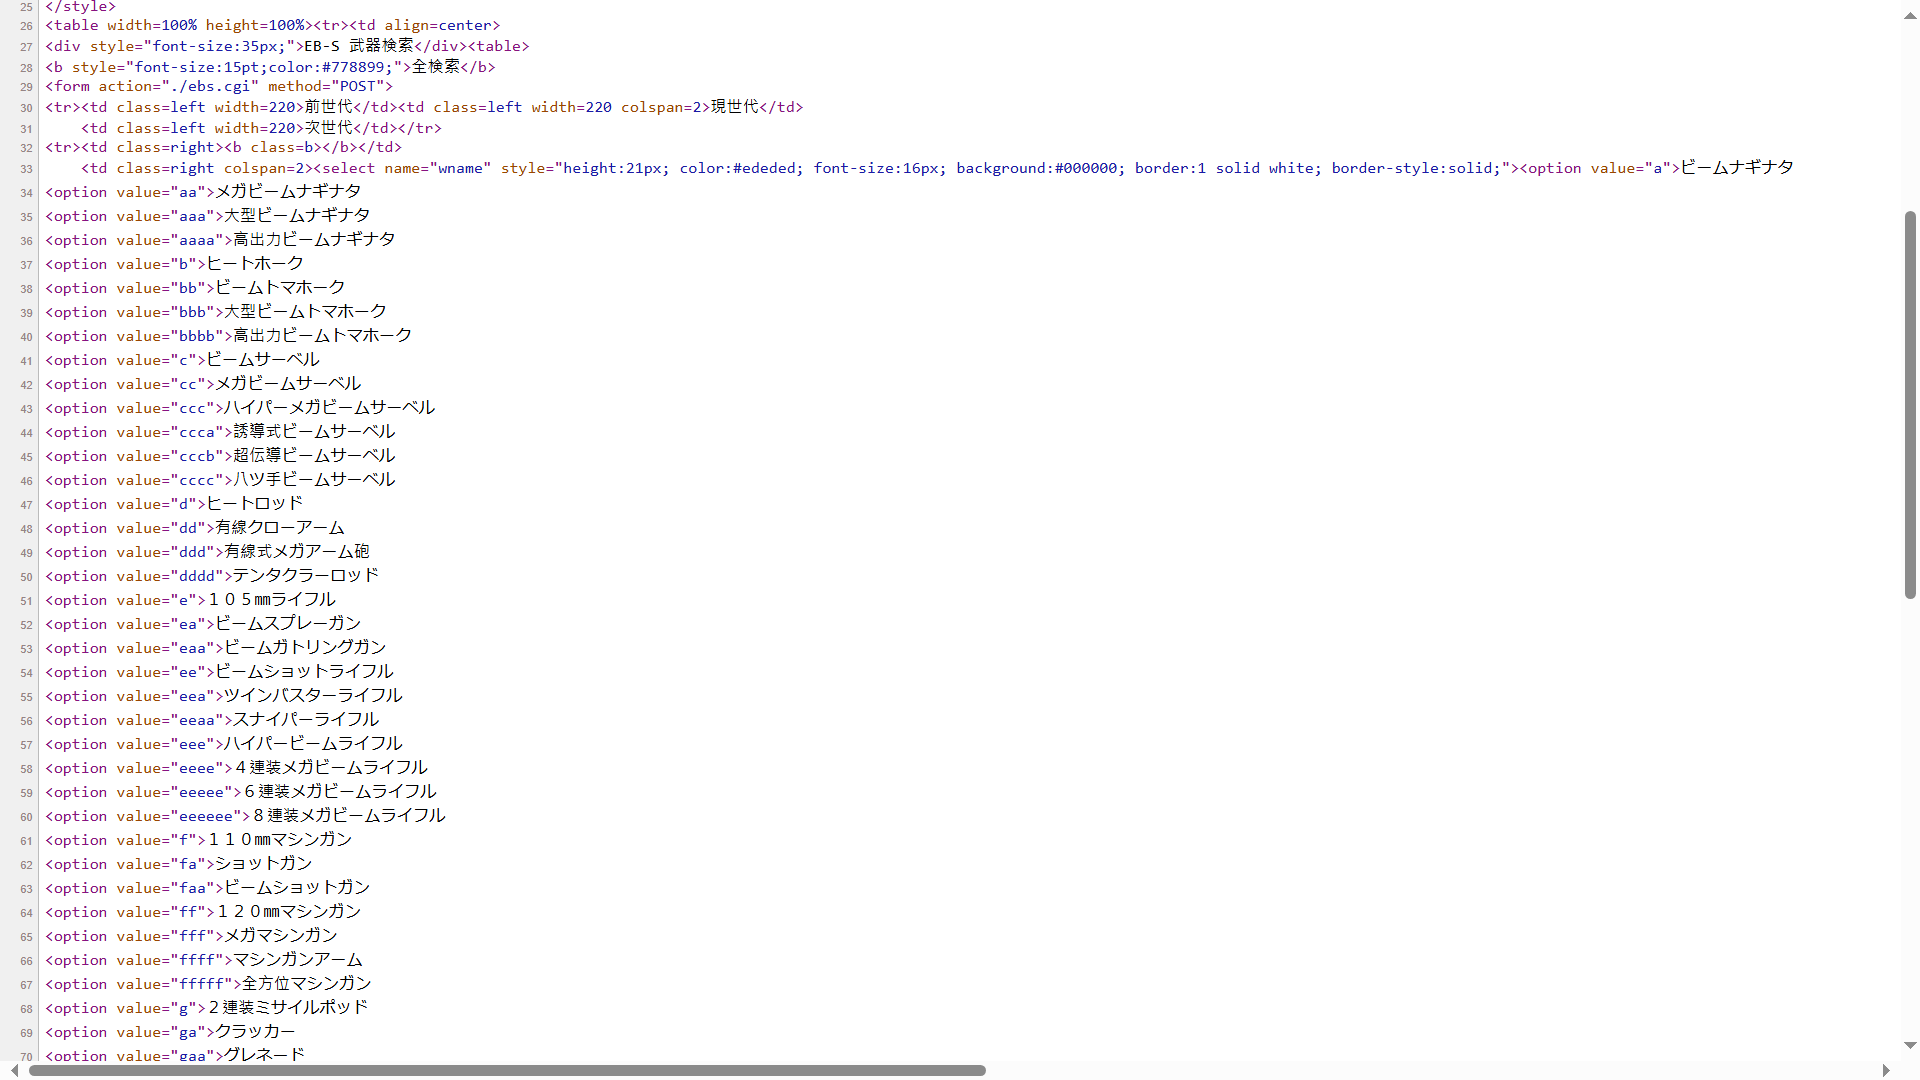 25 </style>
26 <table width=100% height=100%><tr><td align=center>
27 <div style="font-size:35px;">EB-S 武器検索</div><table>
28 <b style="font-size:15pt;color:#778899;">全検索</b>
29 <form action="./ebs.cgi" method="POST">
30 <tr><td class=left width=220>前世代</td><td class=left width=220 colspan=2>現世代</td>
31     <td class=left width=220>次世代</td></tr>
32 <tr><td class=right><b class=b></b></td>
33     <td class=right colspan=2><select name="wname" style="height:21px; color:#ededed; font-size:16px; background:#000000; border:1 solid white; border-style:solid;"><option value="a">ビームナギナタ
34 <option value="aa">メガビームナギナタ
35 <option value="aaa">大型ビームナギナタ
36 <option value="aaaa">高出力ビームナギナタ
37 <option value="b">ヒートホーク
38 <option value="bb">ビームトマホーク
39 <option value="bbb">大型ビームトマホーク
40 <option value="bbbb">高出力ビームトマホーク
41 <option value="c">ビームサーベル
42 <option value="cc">メガビームサーベル
43 <option value="ccc">ハイパーメガビームサーベル
44 <option value="ccca">誘導式ビームサーベル
45 <option value="cccb">超伝導ビームサーベル
46 <option value="cccc">八ツ手ビームサーベル
47 <option value="d">ヒートロッド
48 <option value="dd">有線クローアーム
49 <option value="ddd">有線式メガアーム砲
50 <option value="dddd">テンタクラーロッド
51 <option value="e">１０５㎜ライフル
52 <option value="ea">ビームスプレーガン
53 <option value="eaa">ビームガトリングガン
54 <option value="ee">ビームショットライフル
55 <option value="eea">ツインバスターライフル
56 <option value="eeaa">スナイパーライフル
57 <option value="eee">ハイパービームライフル
58 <option value="eeee">４連装メガビームライフル
59 <option value="eeeee">６連装メガビームライフル
60 <option value="eeeeee">８連装メガビームライフル
61 <option value="f">１１０㎜マシンガン
62 <option value="fa">ショットガン
63 <option value="faa">ビームショットガン
64 <option value="ff">１２０㎜マシンガン
65 <option value="fff">メガマシンガン
66 <option value="ffff">マシンガンアーム
67 <option value="fffff">全方位マシンガン
68 <option value="g">２連装ミサイルポッド
69 <option value="ga">クラッカー
70 <option value="gaa">グレネード